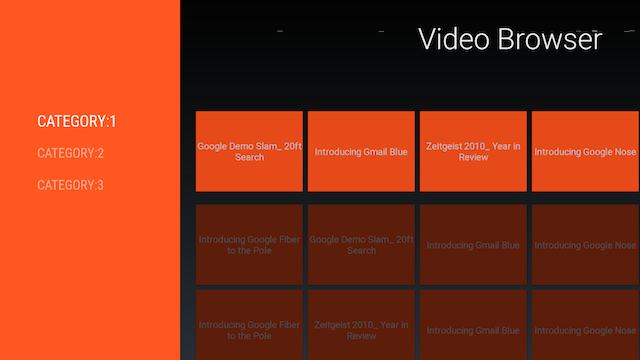 Video Browser
CATEGORY:1
CATEGORY:2
CATEGORY:3
Google Demo Slam_ 20ft
Search
Introducing Gmail Blue
Zeitgeist 2010_ Year in
Review
Introducing Google Nose
Introducing Google Fiber
to the Pole
Google Demo Slam_ 20ft
Search
Introducing Gmail Blue
Introducing Google Nose
Introducing Google Fiber
to the Pole
Zeitgeist 2010_ Year in
Review
Introducing Gmail Blue
Introducing Google Nose